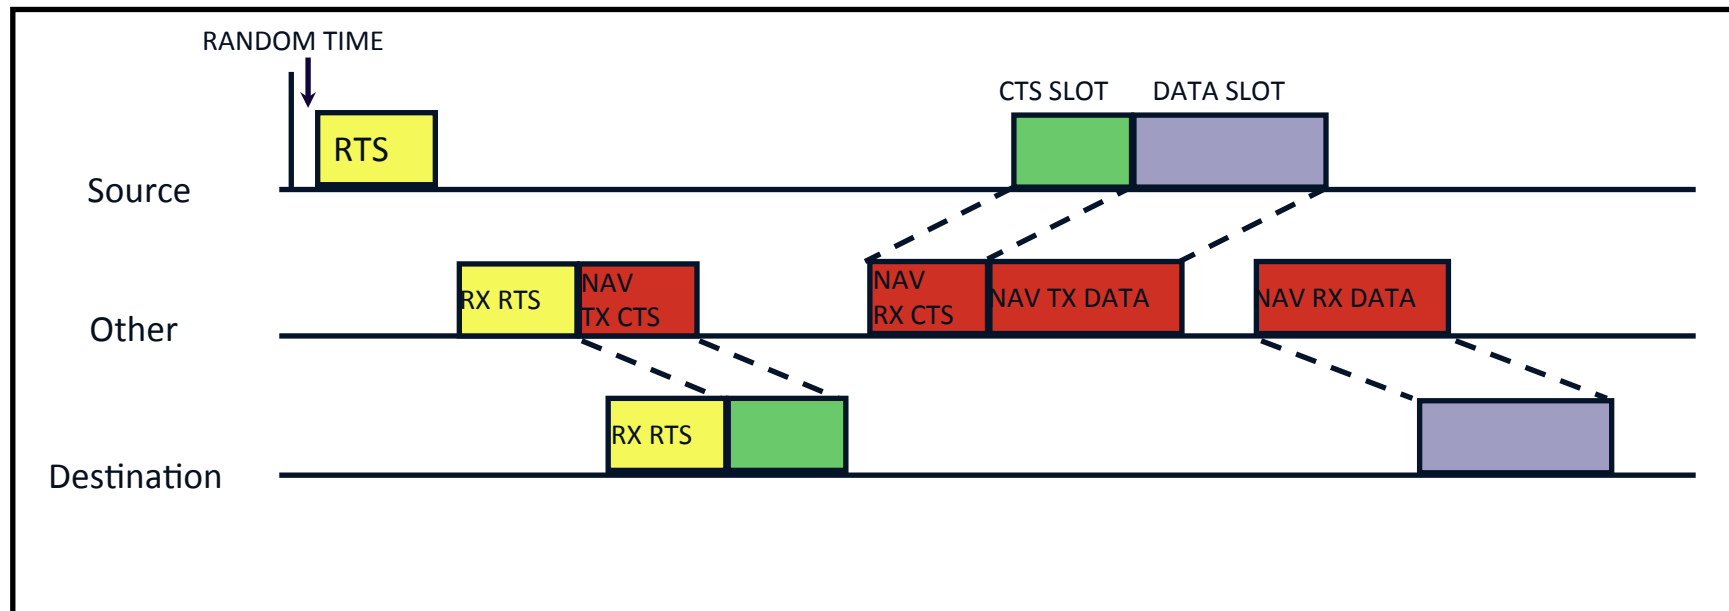 RANDOM TIME
CTS SLOT DATA SLOT
RTS
Source
RX RTS
NAV
TX CTS
NAV
RX CTS
NAV TX DATA
NAV RX DATA
Other
RX RTS
Destination